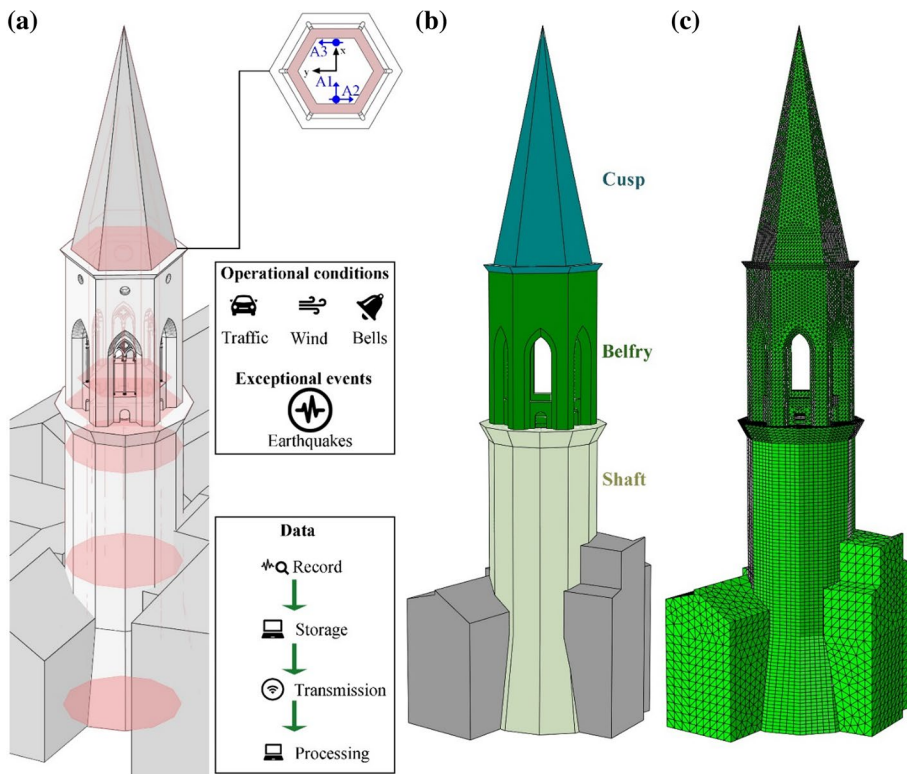 (a)
A3
x
y
A1
A2
Operational conditions
Traffic Wind Bells
Exceptional events
Earthquakes
Data
Record
Storage
Transmission
Processing
(b)
Cusp
Belfry
Shaft
(c)